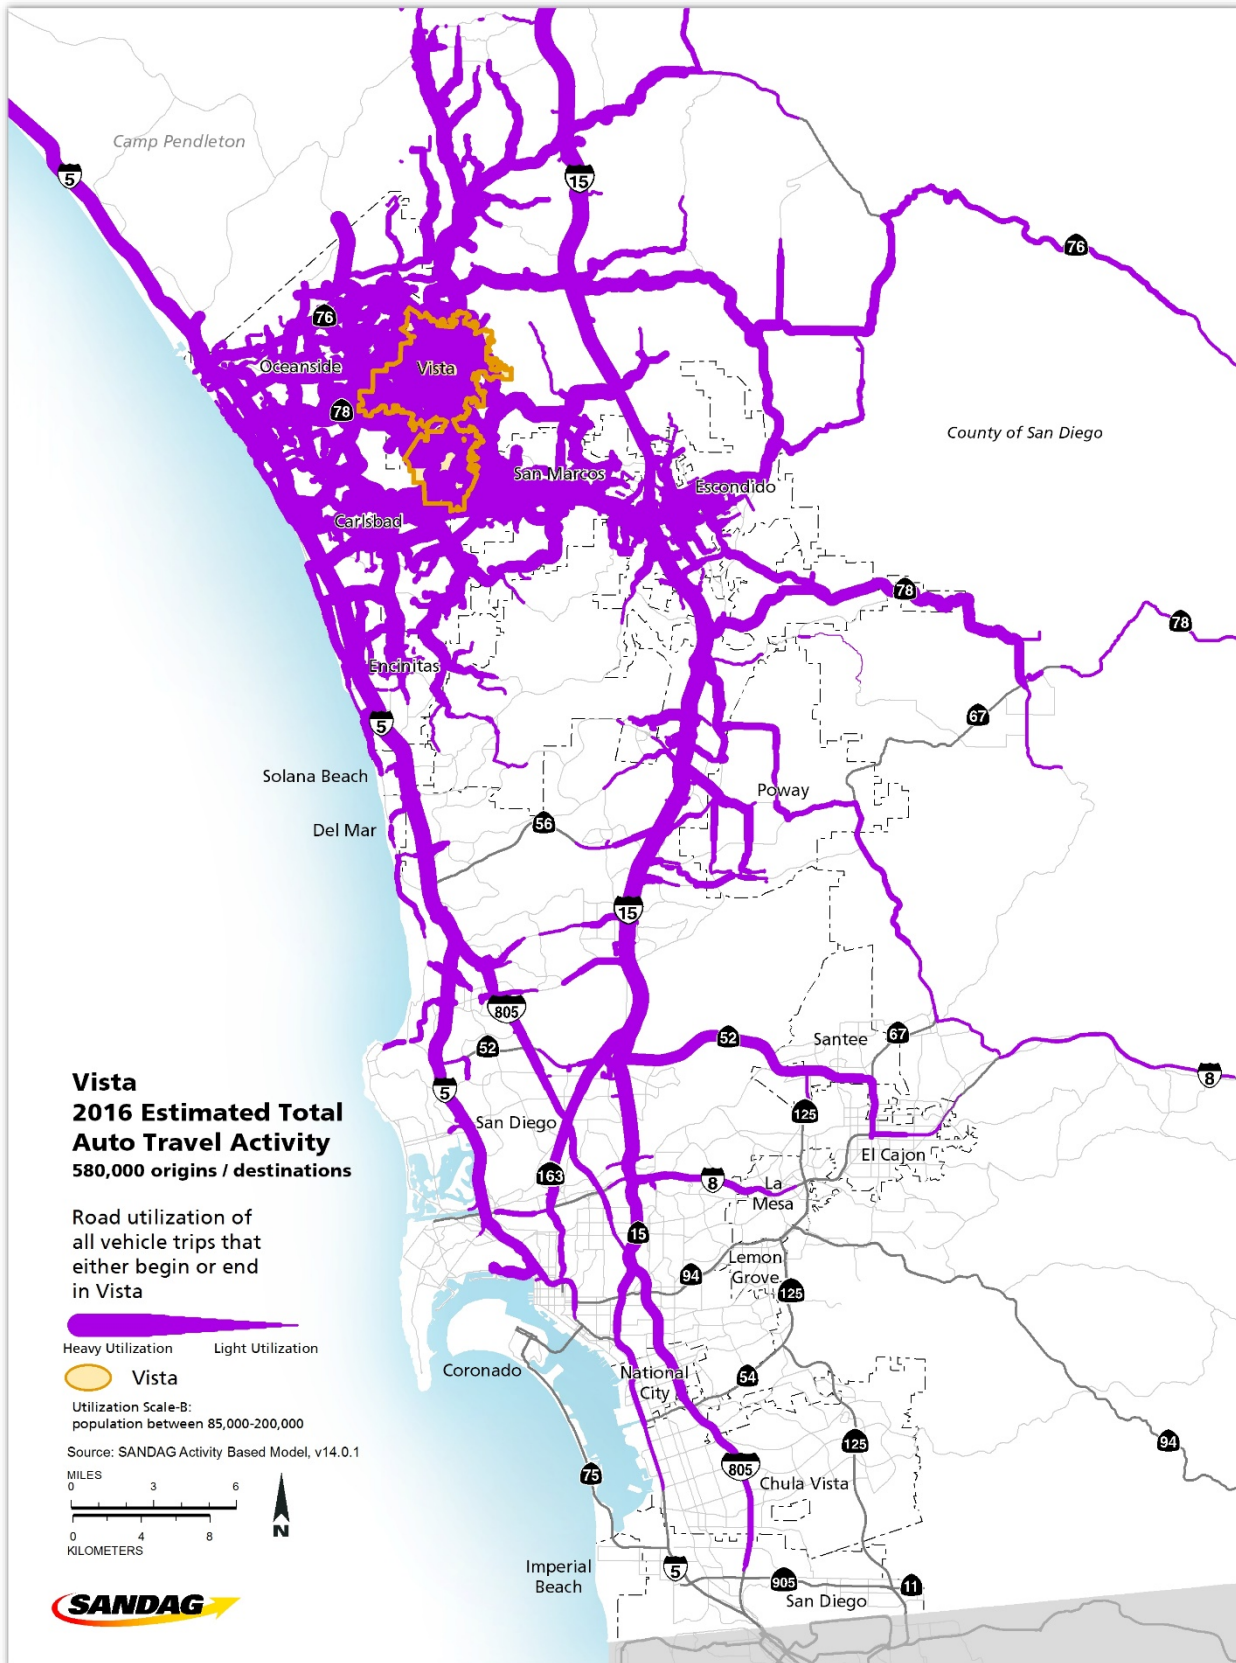 Camp Pendleton
5
15
76
76
Oceanside
Vista
78
County of San Diego
San Marcos
Escondido
Carlsbad
78
78
Encinitas
67
5
Solana Beach
Poway
Del Mar
56
15
805
52
52
Santee
67
8
5
125
San Diego
El Cajon
163
8
La
Mesa
15
94
Lemon
Grove
125
Coronado
National
City
54
125
94
75
805
Chula Vista
Imperial
Beach
5
905
11
San Diego
Vista
2016 Estimated Total
Auto Travel Activity
580,000 origins / destinations
Road utilization of
all vehicle trips that
either begin or end
in Vista
Heavy Utilization Light Utilization
Vista
Utilization Scale-B:
population between 85,000-200,000
Source: SANDAG Activity Based Model, v14.0.1
MILES
0 3 6
0 4 8
KILOMETERS
N
SANDAG